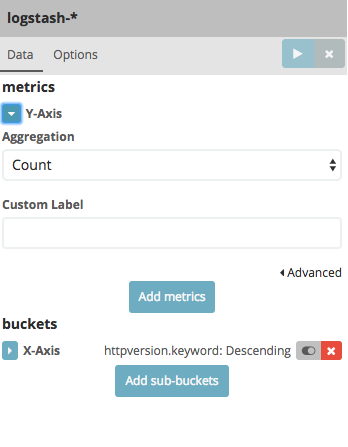 logstash-*
Data Options
metrics
Y-Axis
Aggregation
Count
Custom Label
Advanced
Add metrics
buckets
X-Axis httpversion.keyword: Descending
Add sub-buckets